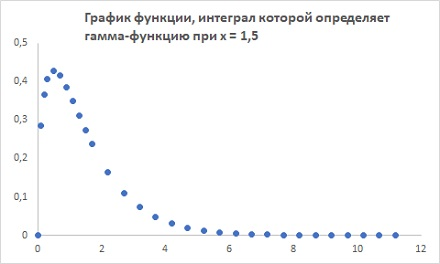 График функции, интеграл которой определяет
гамма-функцию при x = 1,5
0,5
0,4
0,3
0,2
0,1
0
0 2 4 6 8 10 12